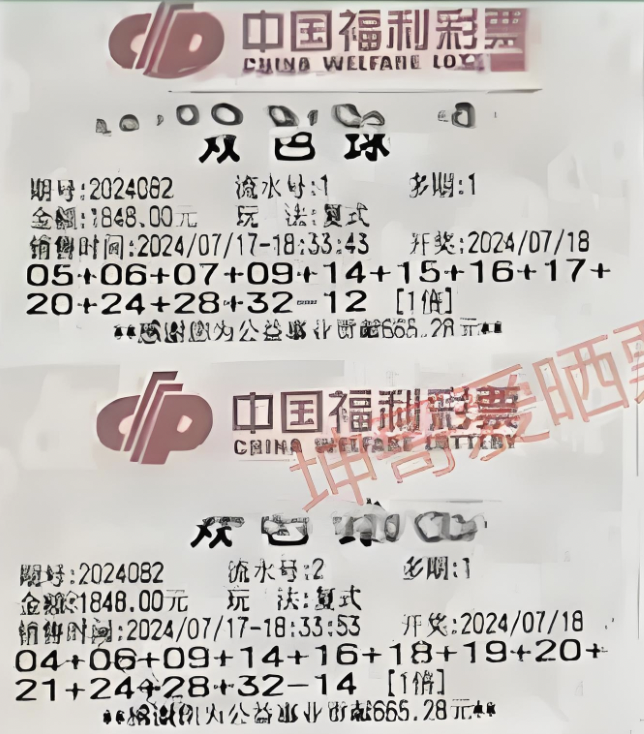 中国福利彩票
CHINA WELFARE LOTT
双色球
期号:2024082 流水号:1 多期:1
金额:1848.00元 玩 法:复式
销售时间:2024/07/17-18:33:43 开奖:2024/07/18
05+06+07+09+14+15+16+17+
20+24+28+32-12 [1倍]
**感谢您为公益事业贡献665.28元**
中国福利彩票
CHINA WELFARE LOTTERY
坤哥爱晒票
双色球
期号:2024082 流水号:2 多期:1
金额:1848.00元 玩 法:复式
销售时间:2024/07/17-18:33:53 开奖:2024/07/18
04+06+09+14+16+18+19+20+
21+24+28+32-14 [1倍]
**感谢您为公益事业贡献665.28元**